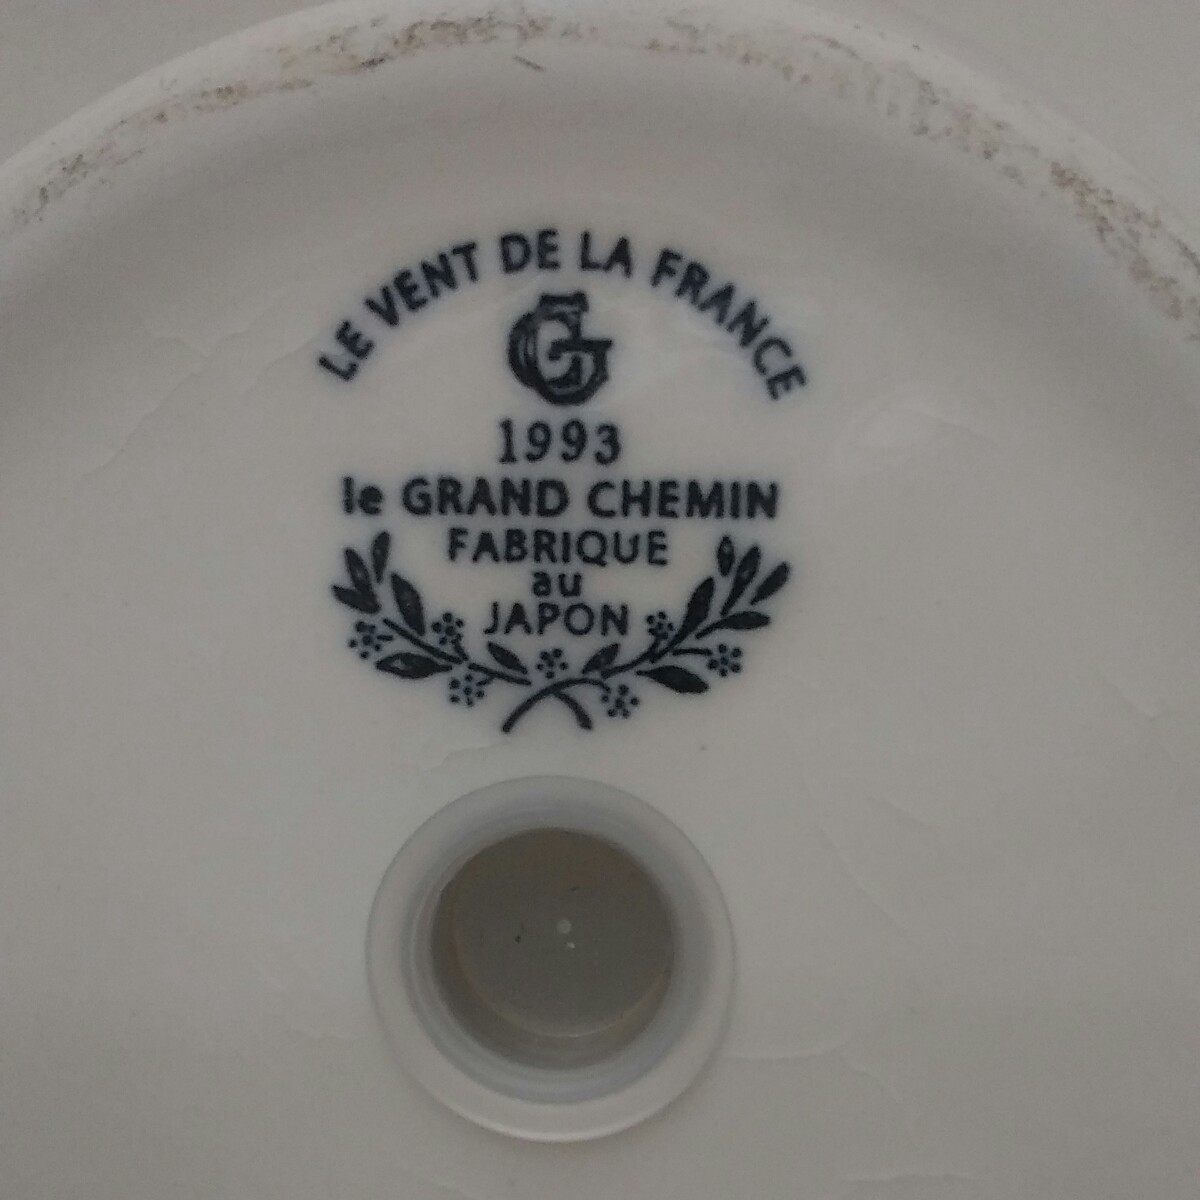 LE VENT DE LA FRANCE
G
1993
le GRAND CHEMIN
FABRIQUE
au
JAPON